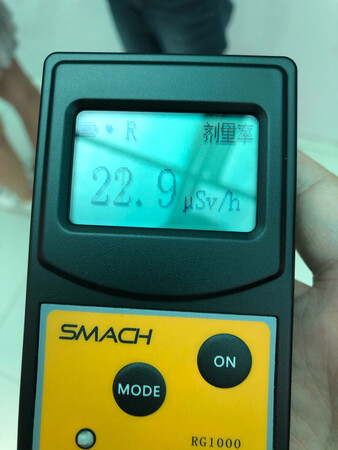 R 剂量率
22.9 μSv/h
SMACH
ON
MODE
RG1000